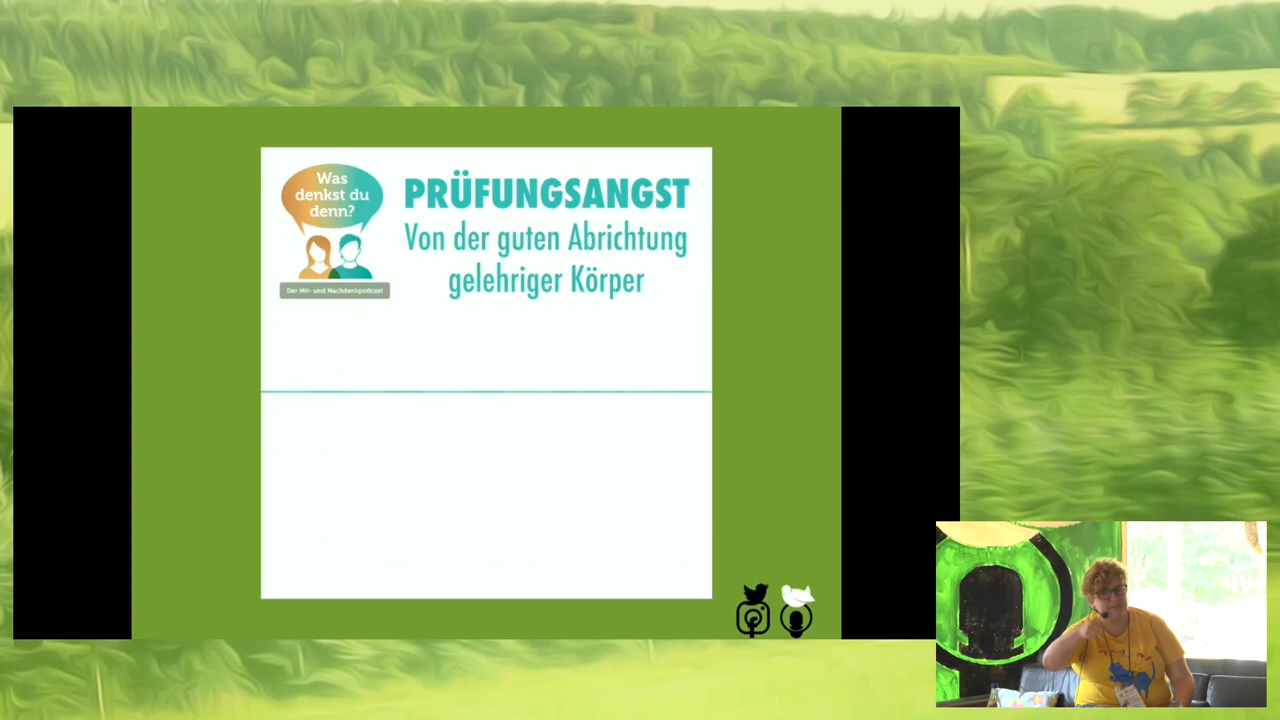 Was
denkst du
denn?
Der Mit- und Nachdenkpodcast
PRÜFUNGSANGST
Von der guten Abrichtung
gelehriger Körper